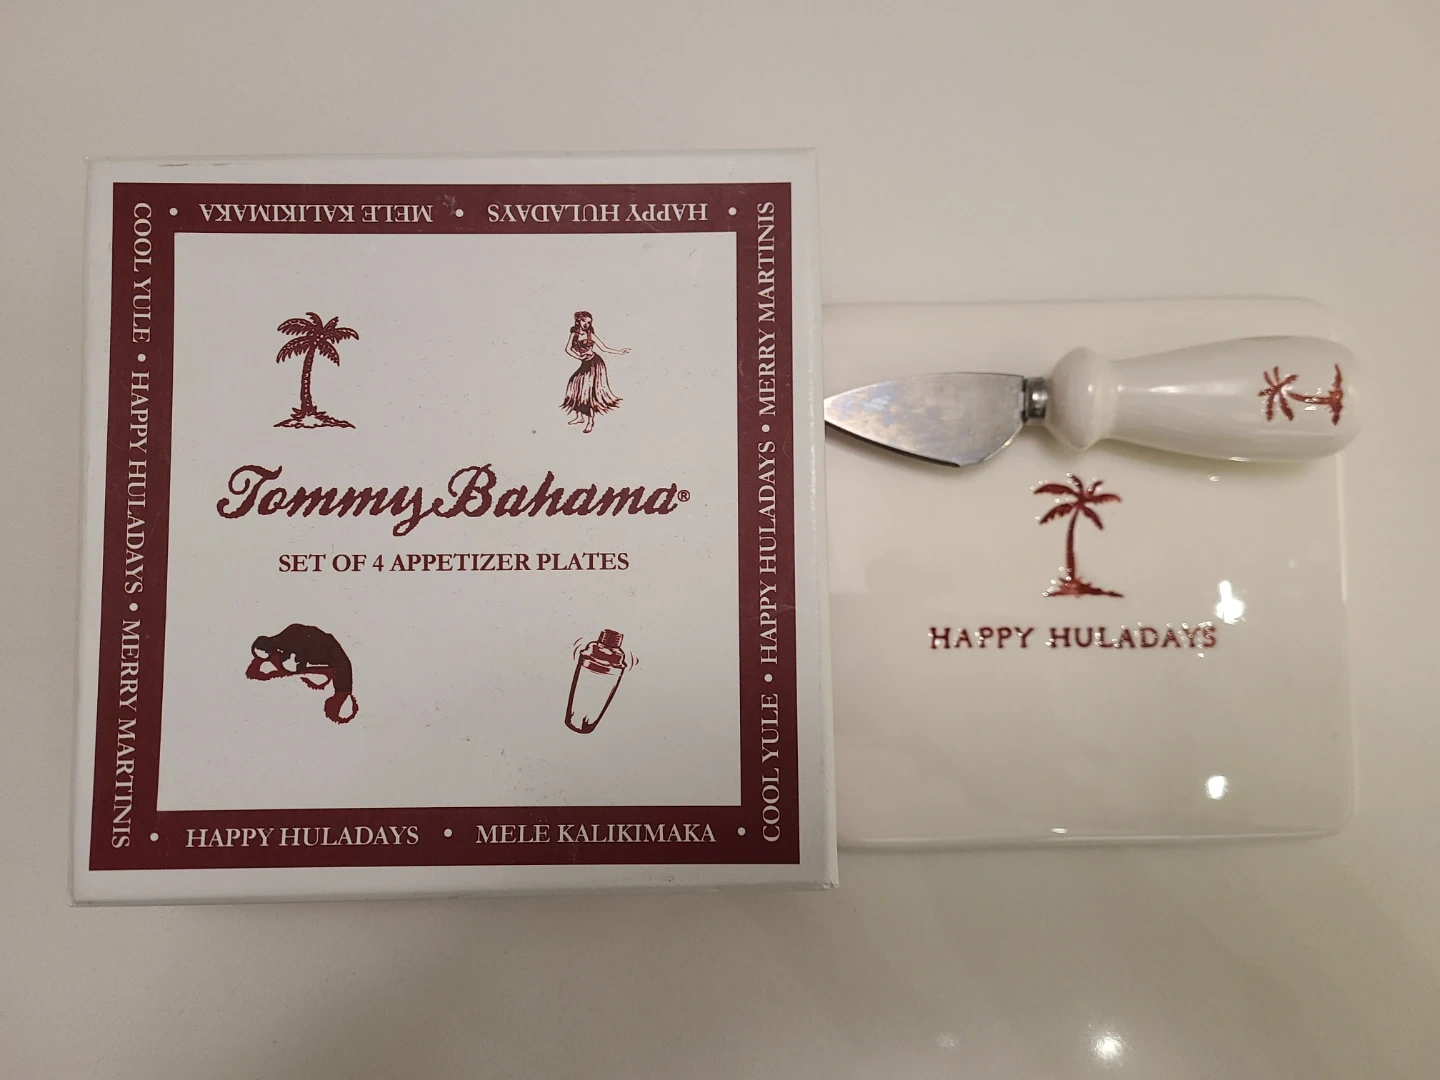 MELE KALIKIMAKA • HAPPY HULADAYS •
COOL YULE • HAPPY HULADAYS • MERRY MARTINIS
Tommy Bahama®
SET OF 4 APPETIZER PLATES
COOL YULE • HAPPY HULADAYS • MERRY MARTINIS
• HAPPY HULADAYS • MELE KALIKIMAKA •
HAPPY HULADAYS